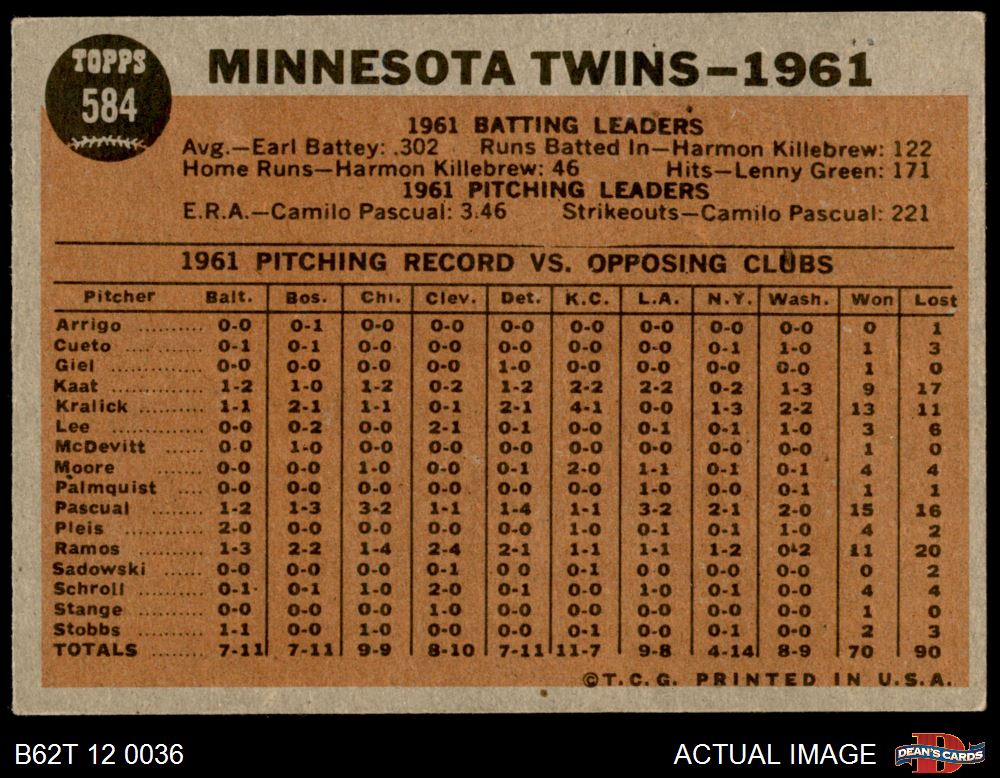 TOPPS
584
MINNESOTA TWINS–1961
1961 BATTING LEADERS
Avg.—Earl Battey: .302 Runs Batted In—Harmon Killebrew: 122
Home Runs—Harmon Killebrew: 46 Hits—Lenny Green: 171
1961 PITCHING LEADERS
E.R.A.—Camilo Pascual: 3.46 Strikeouts—Camilo Pascual: 221
1961 PITCHING RECORD VS. OPPOSING CLUBS
Pitcher Balt. Bos. Chi. Clev. Det. K.C. L.A. N.Y. Wash. Won Lost
Arrigo .......... 0-0 0-1 0-0 0-0 0-0 0-0 0-0 0-0 0-0 0 1
Cueto ............ 0-1 0-1 0-0 0-0 0-0 0-0 0-0 0-1 1-0 1 3
Giel .............. 0-0 0-0 0-0 0-0 1-0 0-0 0-0 0-0 0-0 1 0
Kaat .............. 1-2 1-0 1-2 0-2 1-2 2-2 2-2 0-2 1-3 9 17
Kralick .......... 1-1 2-1 1-1 0-1 2-1 4-1 0-0 1-3 2-2 13 11
Lee ................ 0-0 0-2 0-0 2-1 0-1 0-0 0-1 0-1 1-0 3 6
McDevitt .... 0-0 1-0 0-0 0-0 0-0 0-0 0-0 0-0 0-0 1 0
Moore .......... 0-0 0-0 1-0 0-0 0-1 2-0 1-1 0-1 0-1 4 4
Palmquist .... 0-0 0-0 0-0 0-0 0-0 0-0 1-0 0-0 0-1 1 1
Pascual ........ 1-2 1-3 3-2 1-1 1-4 1-1 3-2 2-1 2-0 15 16
Pleis .............. 2-0 0-0 0-0 0-0 0-0 1-0 0-1 0-1 1-0 4 2
Ramos .......... 1-3 2-2 1-4 2-4 2-1 1-1 1-1 1-2 0-2 11 20
Sadowski ...... 0-0 0-0 0-0 0-1 0 0 0-1 0 0 0-0 0-0 0 2
Schroll .......... 0-1 0-1 1-0 2-0 0-1 0-0 1-0 0-1 0-0 4 4
Stange .......... 0-0 0-0 0-0 1-0 0-0 0-0 0-0 0-0 0-0 1 0
Stobbs .......... 1-1 0-0 1-0 0-0 0-0 0-1 0-0 0-1 0-0 2 3
TOTALS ........ 7-11 7-11 9-9 8-10 7-11 11-7 9-8 4-14 8-9 70 90
©T.C.G. PRINTED IN U.S.A.
B62T 12 0036 ACTUAL IMAGE
DEAN'S CARDS